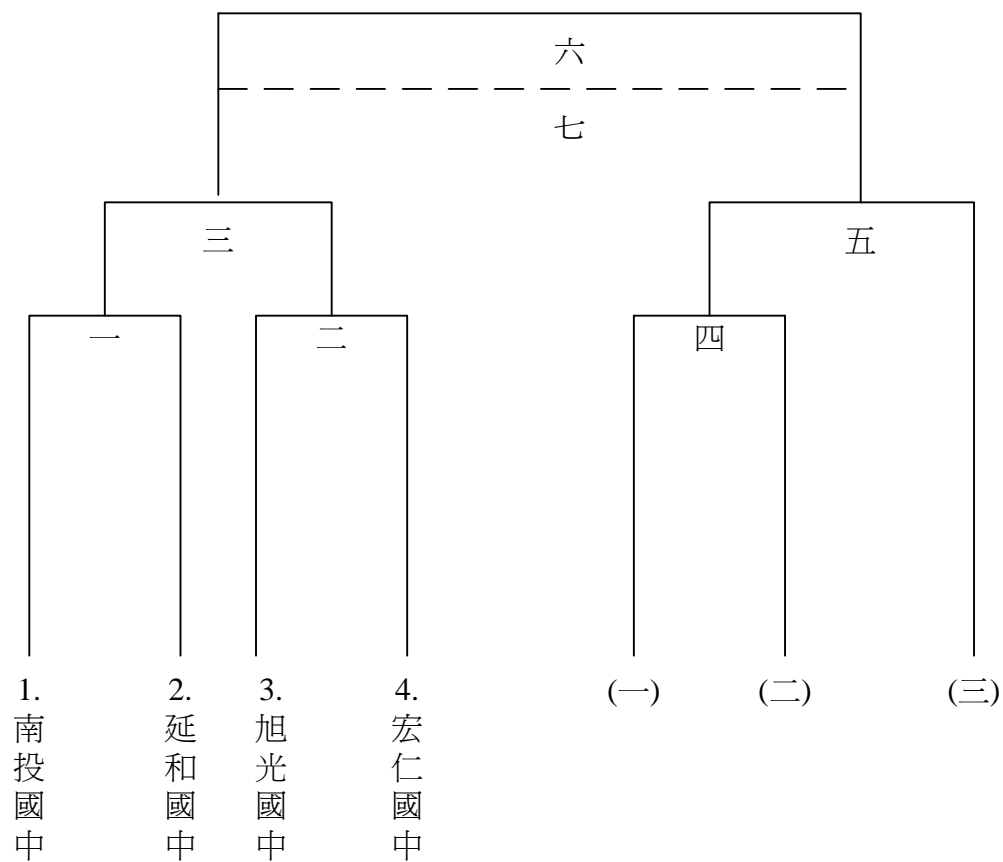 六
七
三
五
一
二
四
1.南投國中
2.延和國中
3.旭光國中
4.宏仁國中
(一)
(二)
(三)